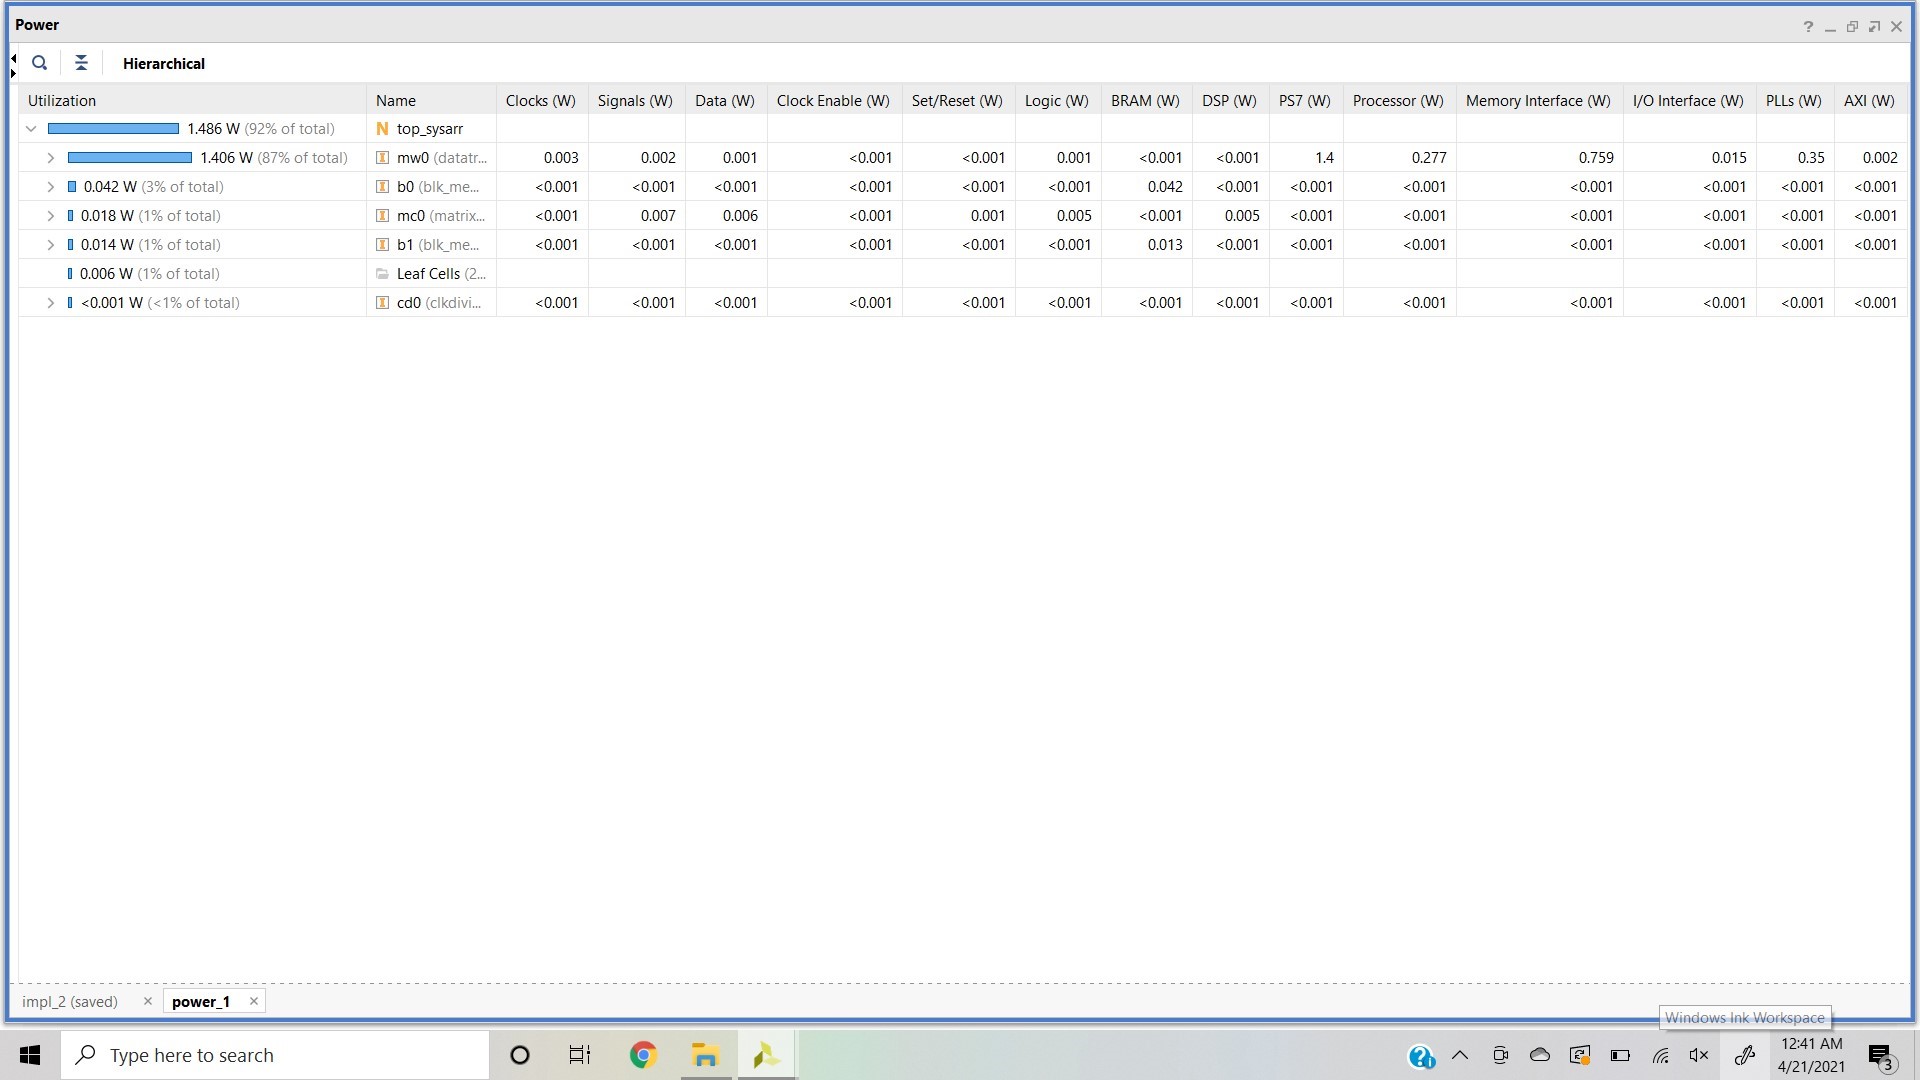 Power
Hierarchical
Utilization Name Clocks (W) Signals (W) Data (W) Clock Enable (W) Set/Reset (W) Logic (W) BRAM (W) DSP (W) PS7 (W) Processor (W) Memory Interface (W) I/O Interface (W) PLLs (W) AXI (W)
1.486 W (92% of total) N top_sysarr
1.406 W (87% of total) I mw0 (datatr... 0.003 0.002 0.001 <0.001 <0.001 0.001 <0.001 <0.001 1.4 0.277 0.759 0.015 0.35 0.002
0.042 W (3% of total) I b0 (blk_me... <0.001 <0.001 <0.001 <0.001 <0.001 <0.001 0.042 <0.001 <0.001 <0.001 <0.001 <0.001 <0.001 <0.001
0.018 W (1% of total) I mc0 (matrix... <0.001 0.007 0.006 <0.001 0.001 0.005 <0.001 0.005 <0.001 <0.001 <0.001 <0.001 <0.001 <0.001
0.014 W (1% of total) I b1 (blk_me... <0.001 <0.001 <0.001 <0.001 <0.001 <0.001 0.013 <0.001 <0.001 <0.001 <0.001 <0.001 <0.001 <0.001
0.006 W (1% of total) Leaf Cells (2...
<0.001 W (<1% of total) I cd0 (clkdivi... <0.001 <0.001 <0.001 <0.001 <0.001 <0.001 <0.001 <0.001 <0.001 <0.001 <0.001 <0.001 <0.001 <0.001
impl_2 (saved) power_1
Windows Ink Workspace
Type here to search
12:41 AM
4/21/2021
3